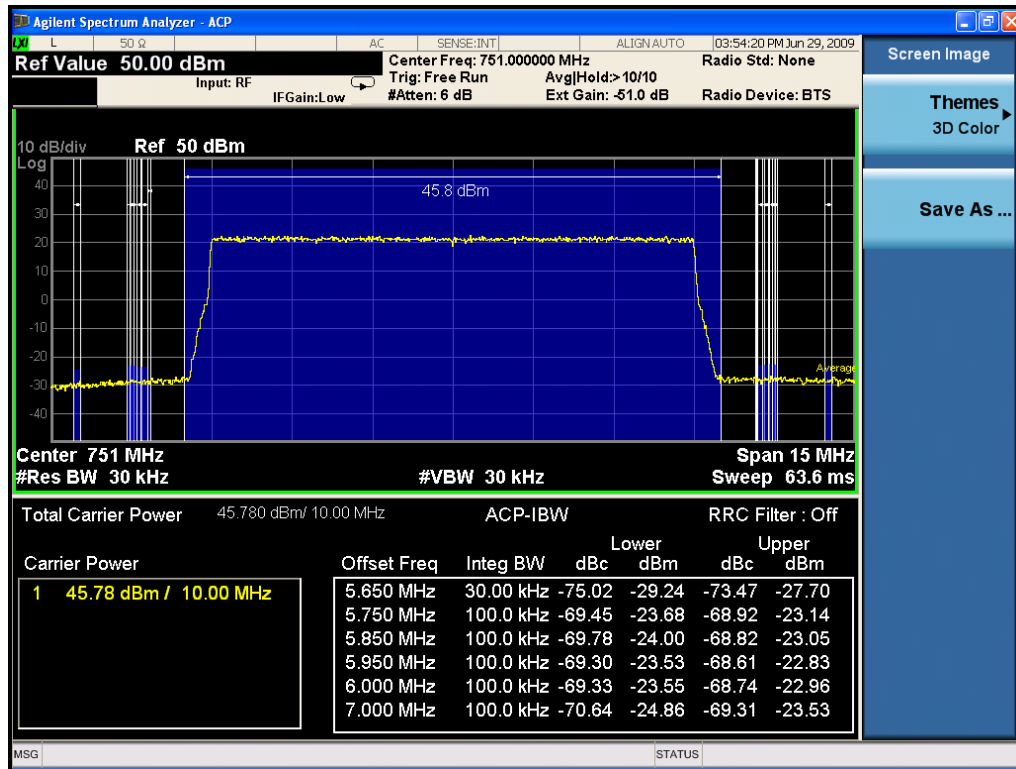 Agilent Spectrum Analyzer - ACP
LXI L 50 Ω AC SENSE:INT ALIGN AUTO 03:54:20 PM Jun 29, 2009
Ref Value 50.00 dBm
Input: RF
IFGain:Low
Center Freq: 751.000000 MHz
Trig: Free Run Avg|Hold:> 10/10
#Atten: 6 dB Ext Gain: -51.0 dB
Radio Std: None
Radio Device: BTS
Screen Image
Themes
3D Color
Save As ...
10 dB/div Ref 50 dBm
Log
40
30
20
10
0
-10
-20
-30
-40
45.8 dBm
Average
Center 751 MHz Span 15 MHz
#Res BW 30 kHz #VBW 30 kHz Sweep 63.6 ms
Total Carrier Power 45.780 dBm/ 10.00 MHz ACP-IBW RRC Filter : Off
Lower Upper
Carrier Power Offset Freq Integ BW dBc dBm dBc dBm
1 45.78 dBm / 10.00 MHz
5.650 MHz 30.00 kHz -75.02 -29.24 -73.47 -27.70
5.750 MHz 100.0 kHz -69.45 -23.68 -68.92 -23.14
5.850 MHz 100.0 kHz -69.78 -24.00 -68.82 -23.05
5.950 MHz 100.0 kHz -69.30 -23.53 -68.61 -22.83
6.000 MHz 100.0 kHz -69.33 -23.55 -68.74 -22.96
7.000 MHz 100.0 kHz -70.64 -24.86 -69.31 -23.53
MSG STATUS